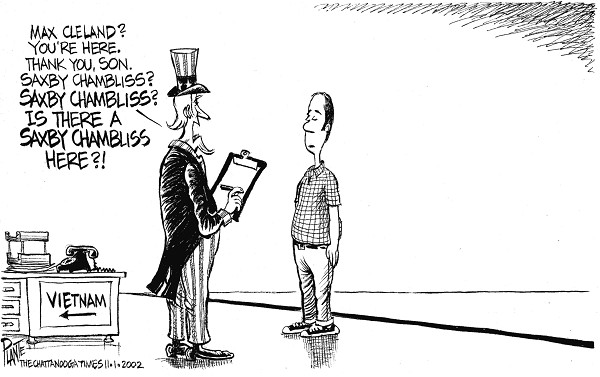 MAX CLELAND?
YOU'RE HERE.
THANK YOU, SON.
SAXBY CHAMBLISS?
SAXBY CHAMBLISS?
IS THERE A
SAXBY CHAMBLISS
HERE?!
VIETNAM
PLANTE
THE CHATTANOOGA TIMES 11.1.2002